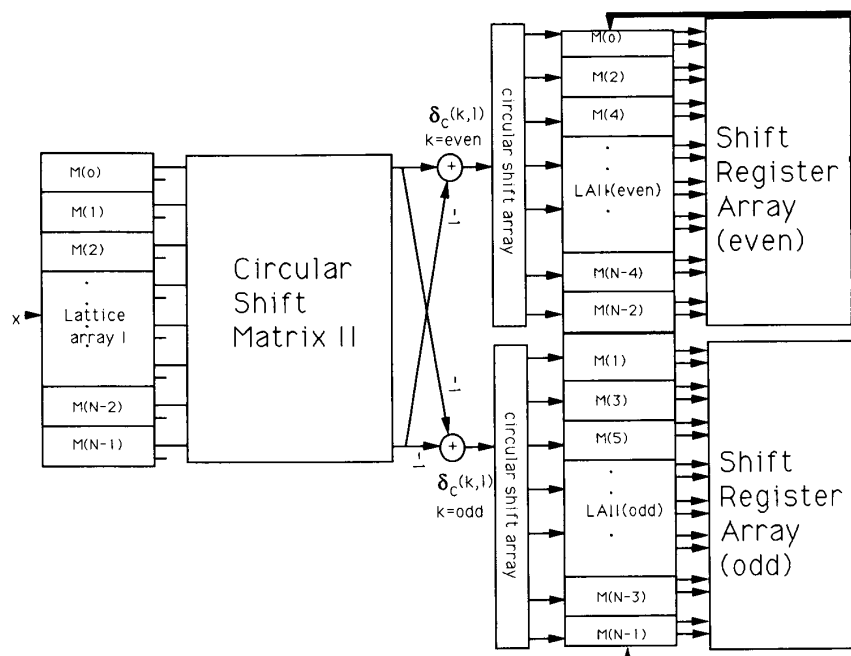 x
M(o)
M(1)
M(2)
Lattice
array I
M(N-2)
M(N-1)
Circular
Shift
Matrix II
δc(k,l)
k=even
+
-1
-1
-1
+
δc(k,l)
k=odd
circular shift array
M(o)
M(2)
M(4)
LAII(even)
M(N-4)
M(N-2)
Shift
Register
Array
(even)
circular shift array
M(1)
M(3)
M(5)
LAII(odd)
M(N-3)
M(N-1)
Shift
Register
Array
(odd)